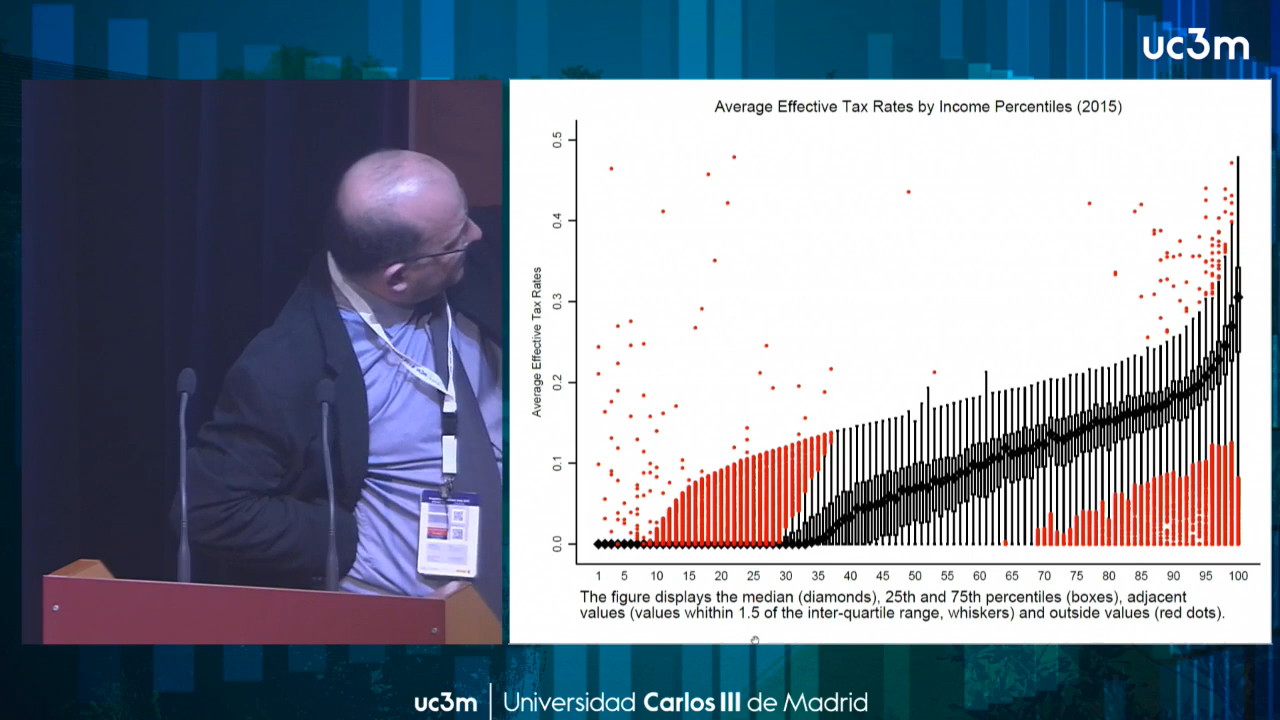 uc3m
Average Effective Tax Rates by Income Percentiles (2015)
Average Effective Tax Rates
0.5
0.4
0.3
0.2
0.1
0.0
1 5 10 15 20 25 30 35 40 45 50 55 60 65 70 75 80 85 90 95 100
The figure displays the median (diamonds), 25th and 75th percentiles (boxes), adjacent
values (values whithin 1.5 of the inter-quartile range, whiskers) and outside values (red dots).
uc3m | Universidad Carlos III de Madrid